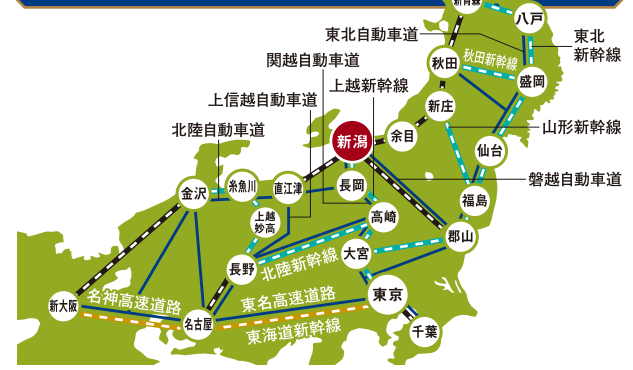 新青森
八戸
東北自動車道
東北
新幹線
秋田
秋田新幹線
関越自動車道
盛岡
上越新幹線
上信越自動車道
新庄
北陸自動車道
山形新幹線
余目
新潟
仙台
磐越自動車道
糸魚川
直江津
長岡
金沢
福島
上越
妙高
高崎
郡山
大宮
長野
北陸新幹線
東京
新大阪
名神高速道路
東名高速道路
名古屋
東海道新幹線
千葉